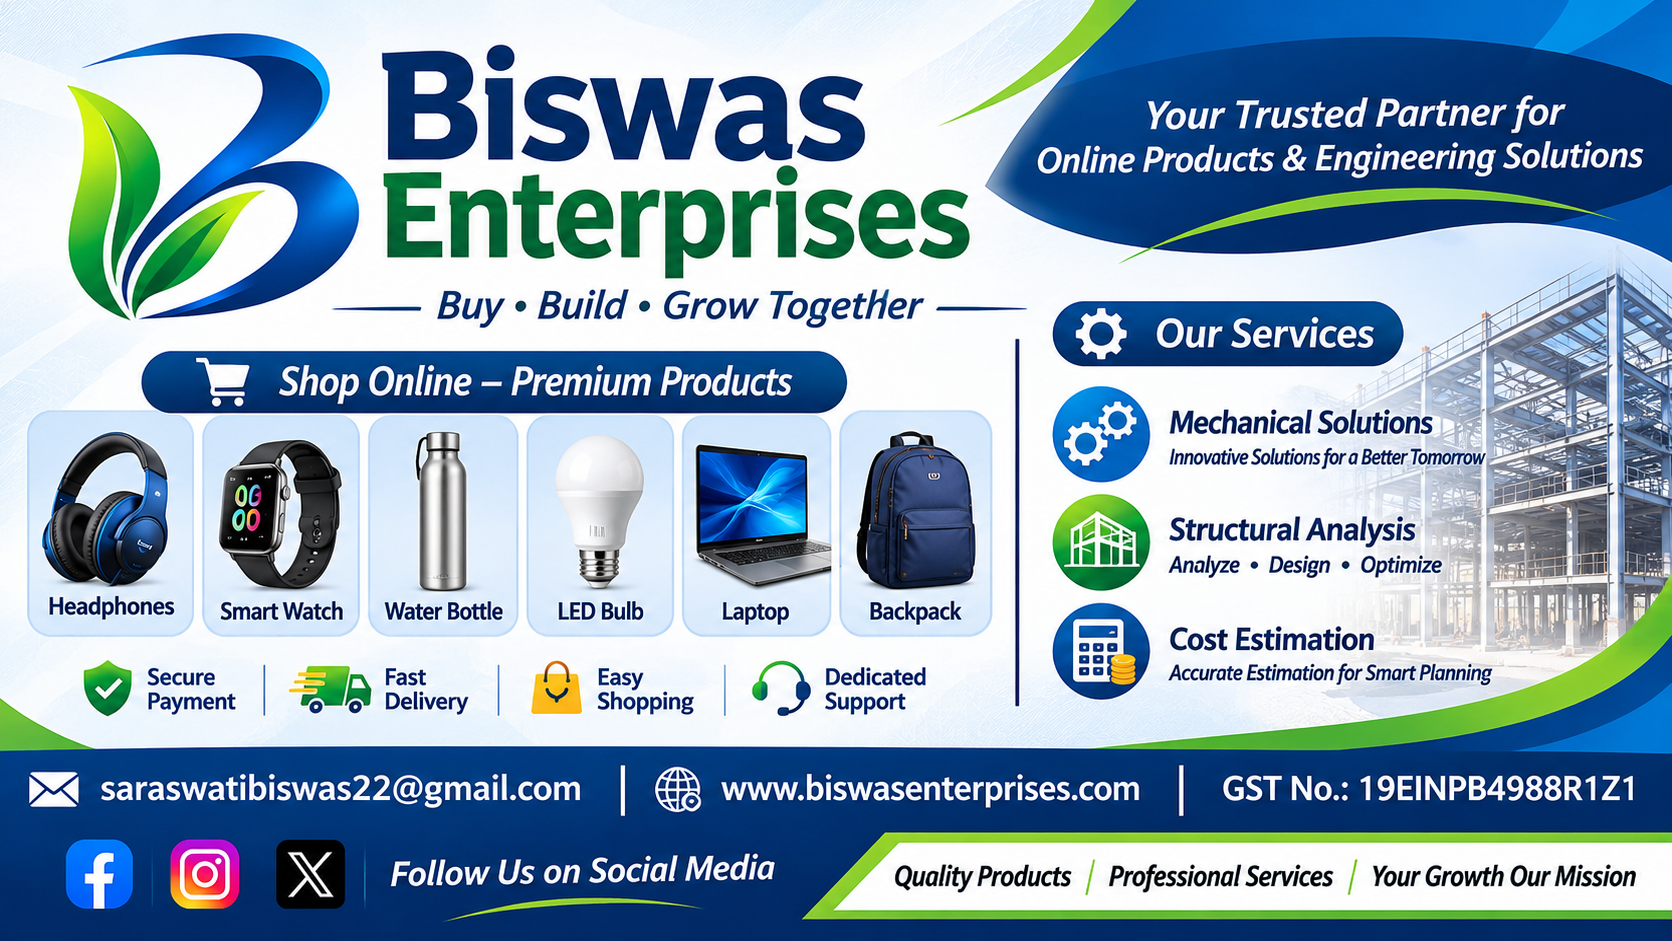 Biswas
Enterprises
Buy • Build • Grow Together
Your Trusted Partner for
Online Products & Engineering Solutions
Shop Online – Premium Products
Headphones
Smart Watch
Water Bottle
LED Bulb
Laptop
Backpack
Secure
Payment
Fast
Delivery
Easy
Shopping
Dedicated
Support
Our Services
Mechanical Solutions
Innovative Solutions for a Better Tomorrow
Structural Analysis
Analyze • Design • Optimize
Cost Estimation
Accurate Estimation for Smart Planning
saraswatibiswas22@gmail.com
www.biswasenterprises.com
GST No.: 19EINPB4988R1Z1
Follow Us on Social Media
Quality Products / Professional Services / Your Growth Our Mission